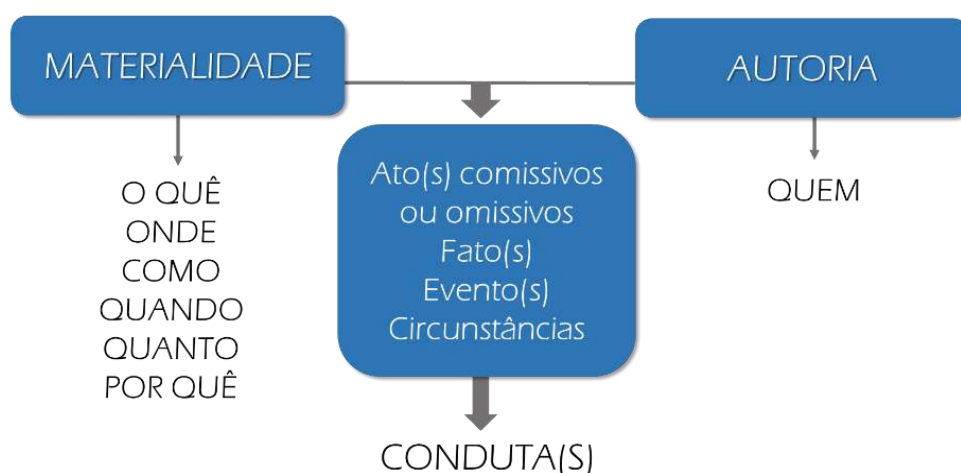 MATERIALIDADE
AUTORIA
O QUÊ
ONDE
COMO
QUANDO
QUANTO
POR QUÊ
Ato(s) comissivos
ou omissivos
Fato(s)
Evento(s)
Circunstâncias
QUEM
CONDUTA(S)